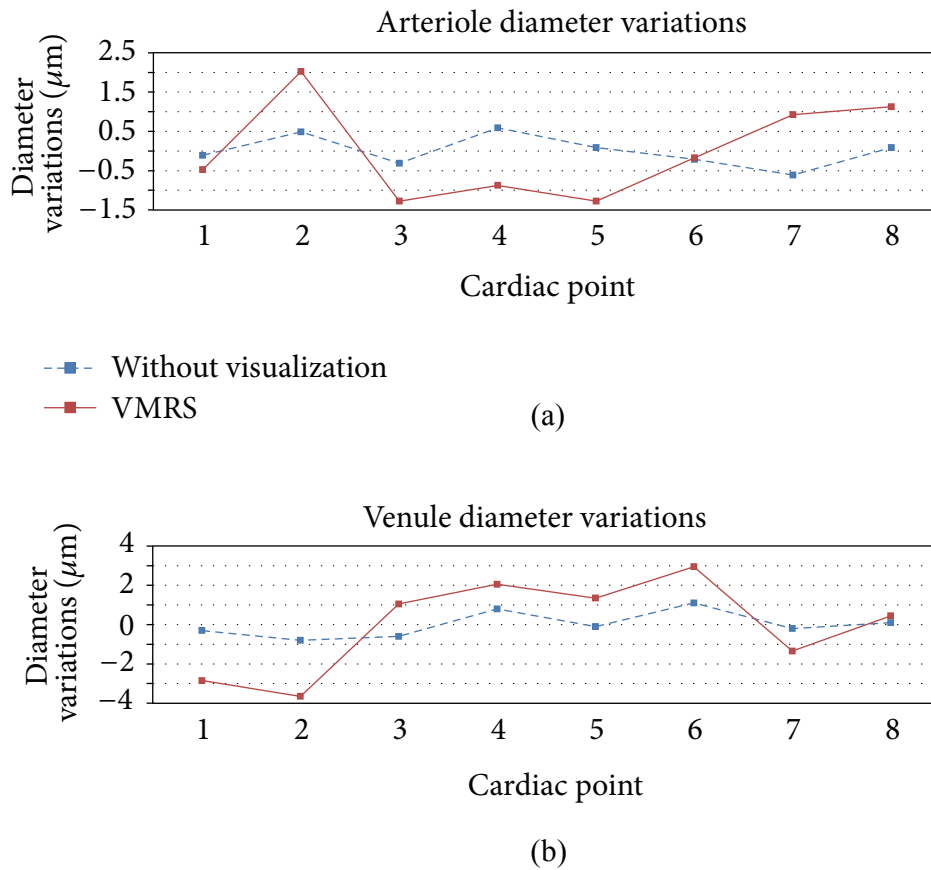 Arteriole diameter variations
Diameter
variations (μm)
2.5
1.5
0.5
−0.5
−1.5
1 2 3 4 5 6 7 8
Cardiac point
Without visualization
VMRS
(a)
Venule diameter variations
Diameter
variations (μm)
4
2
0
−2
−4
1 2 3 4 5 6 7 8
Cardiac point
(b)